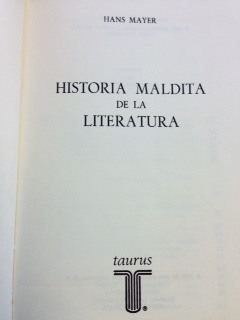 HANS MAYER
HISTORIA MALDITA
DE LA
LITERATURA
taurus
®